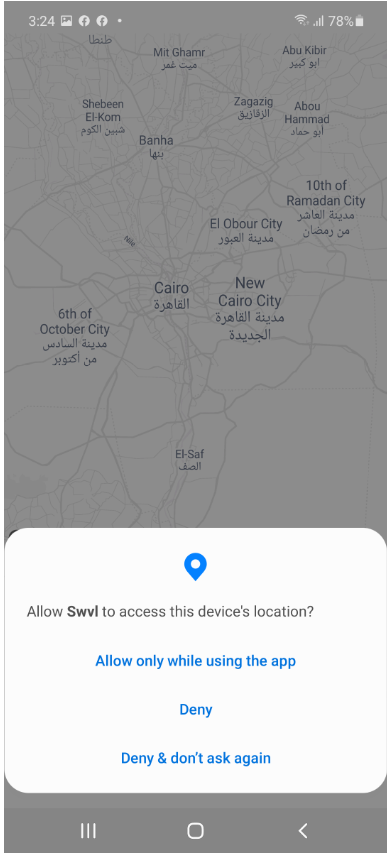 3:24
78%
طنطا
Mit Ghamr
ميت غمر
Abu Kibir
ابو كبير
Shebeen
El-Kom
شبين الكوم
Zagazig
الزقازيق
Abou
Hammad
أبو حماد
Banha
بنها
10th of
Ramadan City
مدينة العاشر
من رمضان
El Obour City
مدينة العبور
Nile
Cairo
القاهرة
New
Cairo City
مدينة القاهرة
الجديدة
6th of
October City
مدينة السادس
من أكتوبر
El-Saf
الصف
Allow Swvl to access this device's location?
Allow only while using the app
Deny
Deny & don't ask again